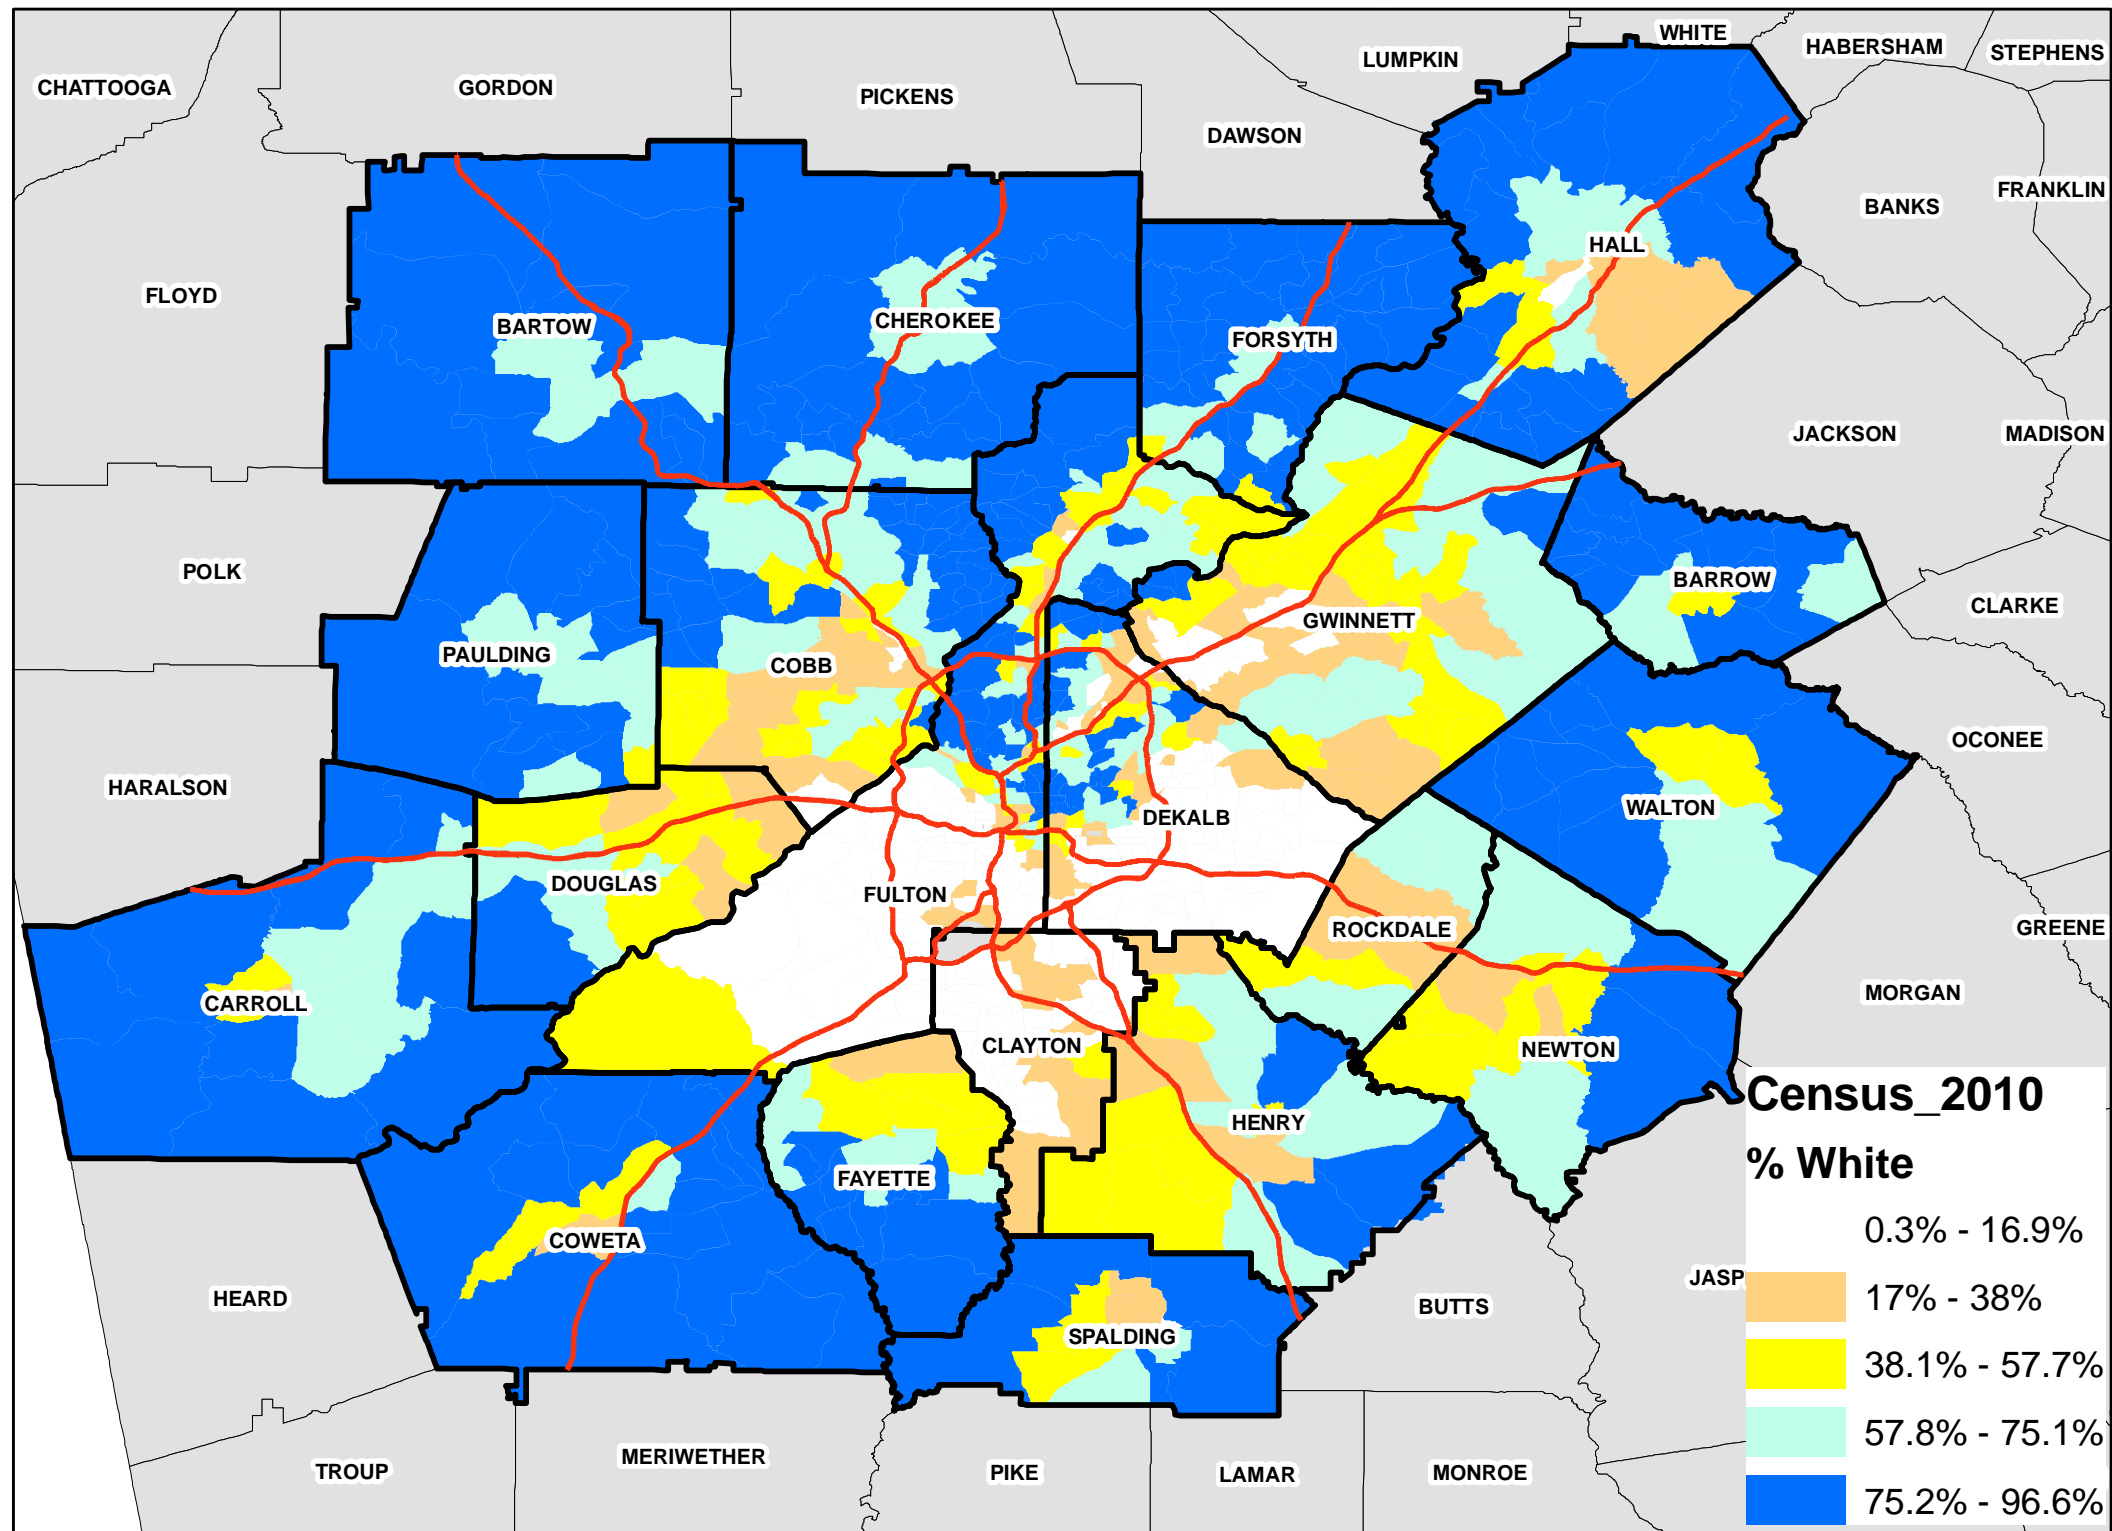 WHITE
HABERSHAM
STEPHENS
LUMPKIN
CHATTOOGA
GORDON
PICKENS
DAWSON
FRANKLIN
BANKS
HALL
FLOYD
BARTOW
CHEROKEE
FORSYTH
JACKSON
MADISON
POLK
BARROW
CLARKE
GWINNETT
PAULDING
COBB
OCONEE
HARALSON
WALTON
DEKALB
DOUGLAS
FULTON
ROCKDALE
GREENE
CARROLL
MORGAN
CLAYTON
NEWTON
Census_2010
HENRY
% White
FAYETTE
0.3% - 16.9%
COWETA
JASP
HEARD
17% - 38%
BUTTS
SPALDING
38.1% - 57.7%
57.8% - 75.1%
MERIWETHER
TROUP
PIKE
LAMAR
MONROE
75.2% - 96.6%